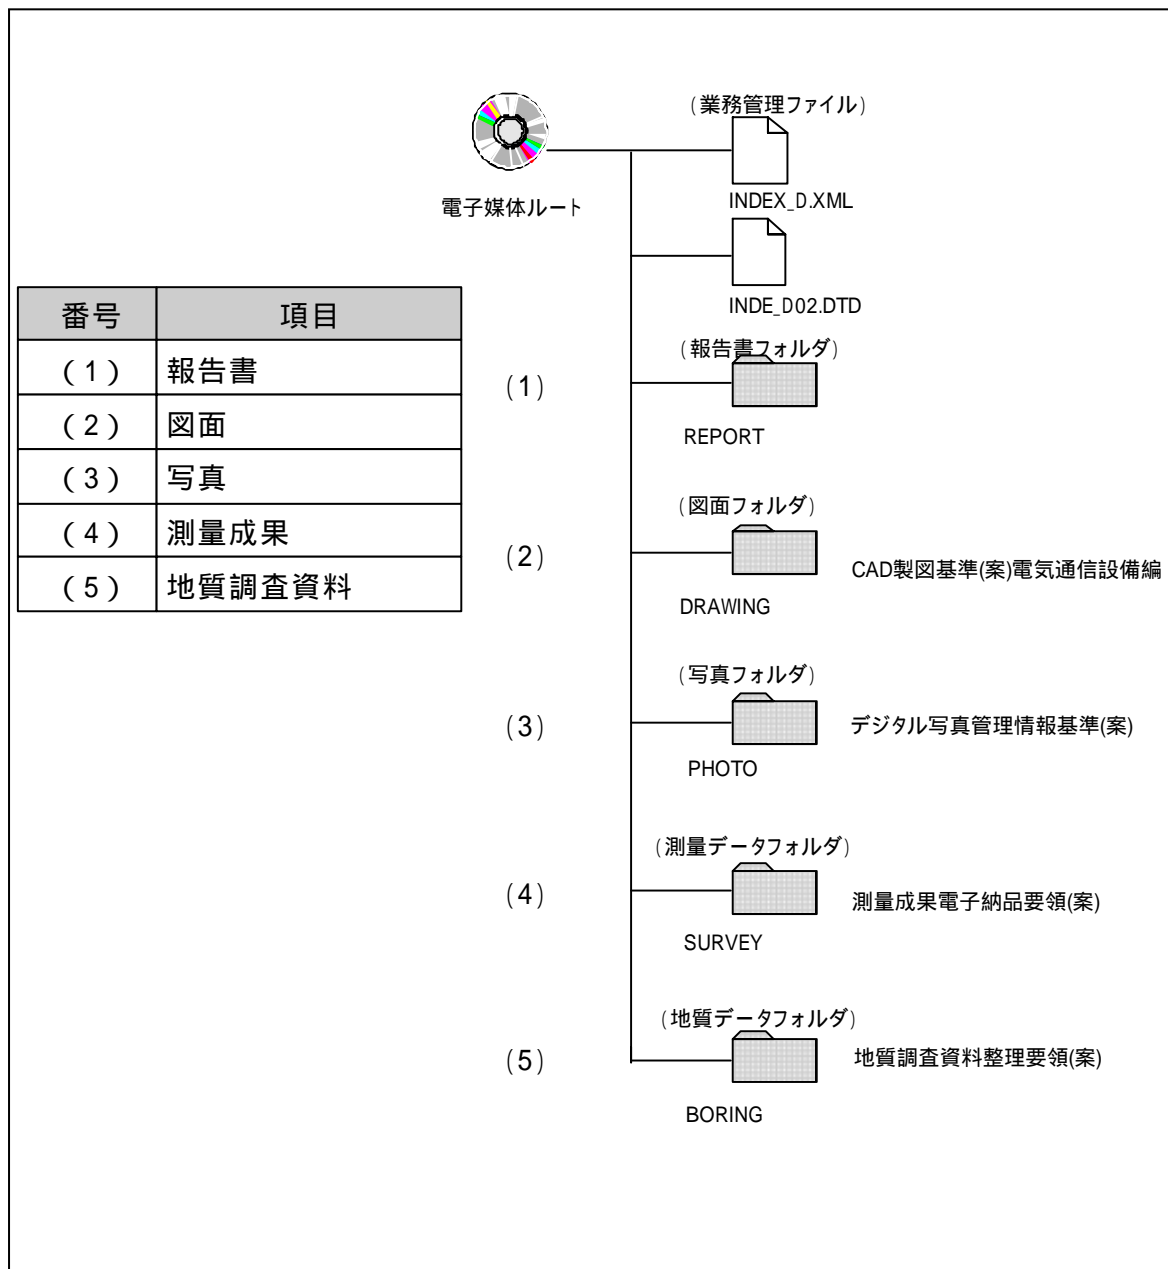 (業務管理ファイル)
INDEX_D.XML
電子媒体ルート
INDE_D02.DTD
番号 項目
(1) 報告書
(2) 図面
(3) 写真
(4) 測量成果
(5) 地質調査資料
(1)
(報告書フォルダ)
REPORT
(2)
(図面フォルダ)
DRAWING
CAD製図基準(案)電気通信設備編
(3)
(写真フォルダ)
PHOTO
デジタル写真管理情報基準(案)
(4)
(測量データフォルダ)
SURVEY
測量成果電子納品要領(案)
(5)
(地質データフォルダ)
BORING
地質調査資料整理要領(案)